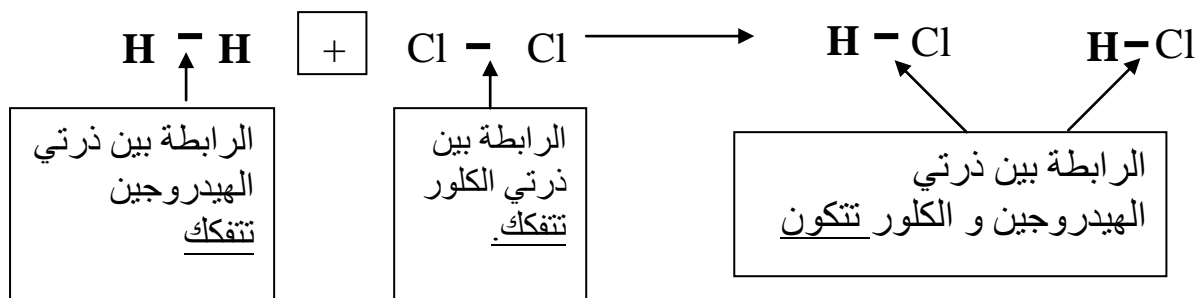 H - H + Cl - Cl H - Cl H-Cl
الرابطة بين ذرتي
الهيدروجين
تتفكك
الرابطة بين
ذرتي الكلور
تتفكك.
الرابطة بين ذرتي
الهيدروجين و الكلور تتكون